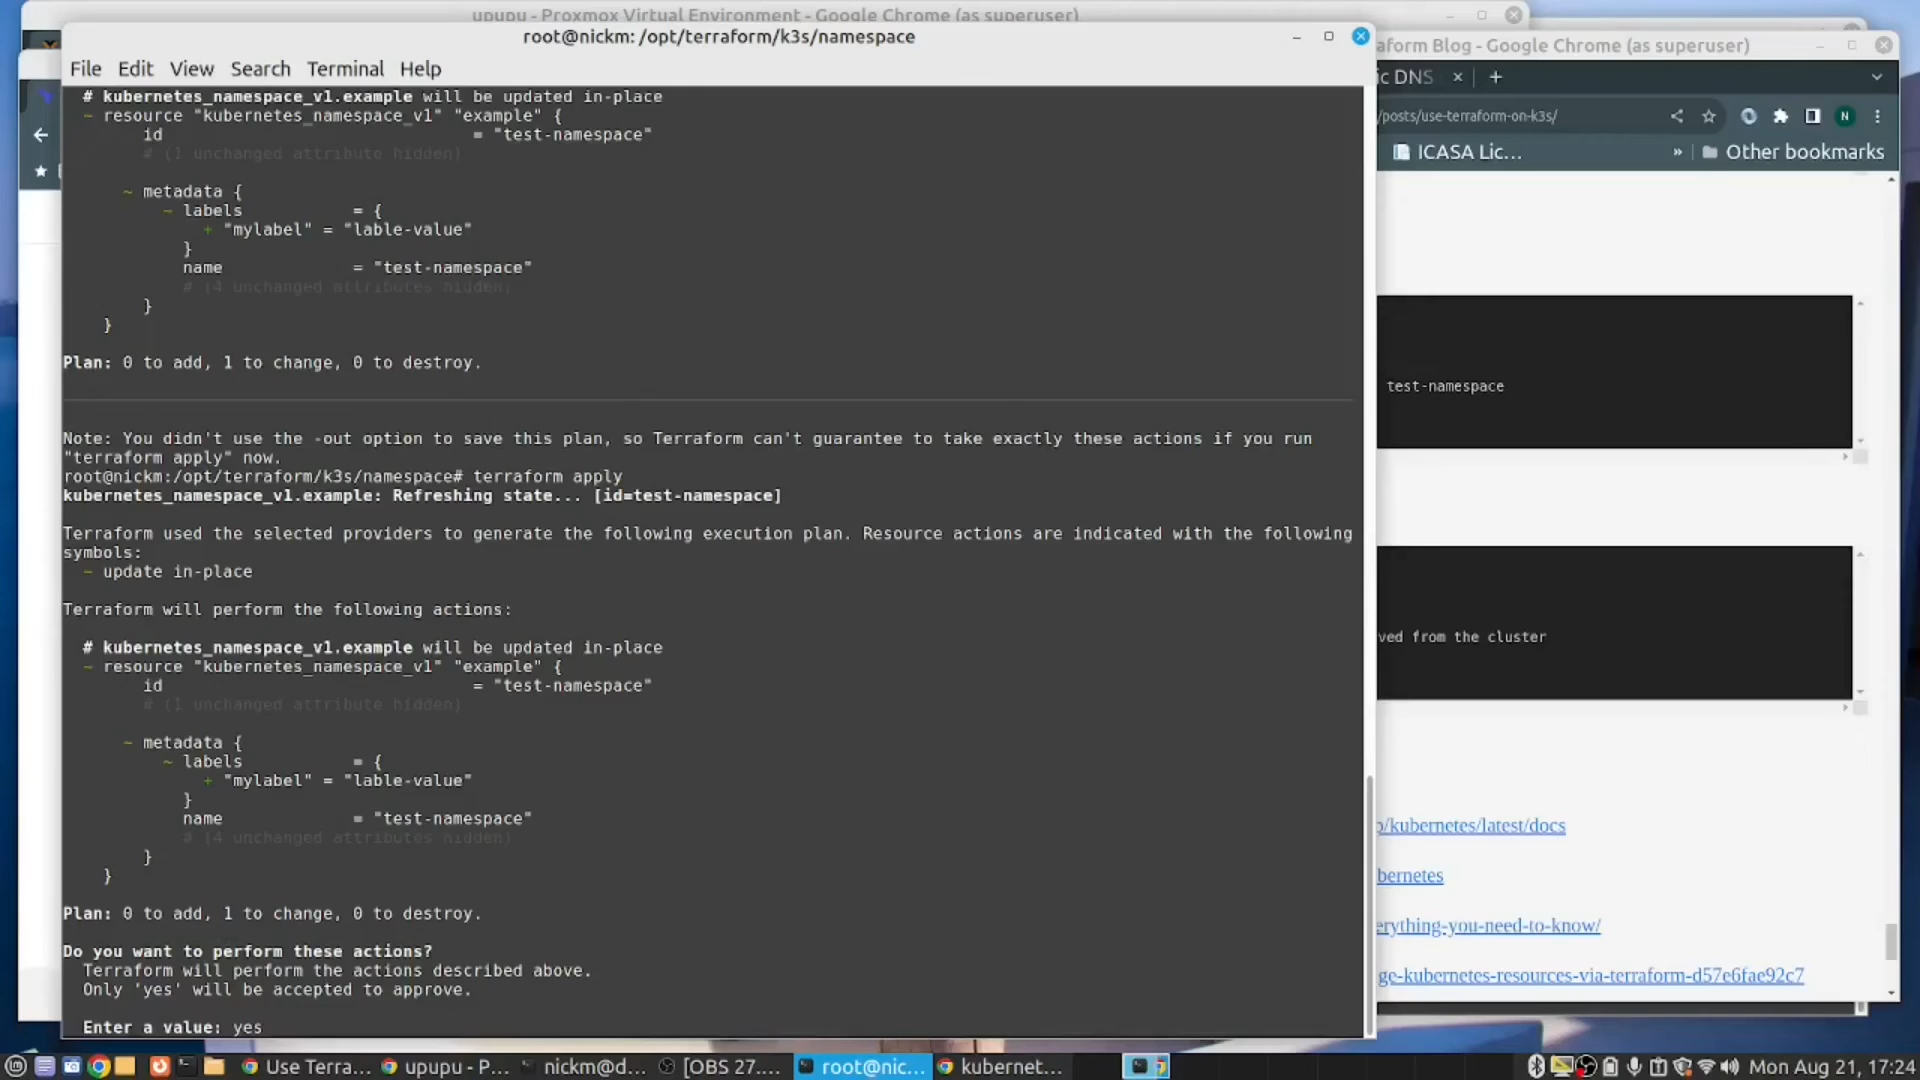 upupu - Proxmox Virtual Environment - Google Chrome (as superuser)
root@nickm: /opt/terraform/k3s/namespace
aform Blog - Google Chrome (as superuser)
File Edit View Search Terminal Help
ic DNS
/posts/use-terraform-on-k3s/
N
ICASA Lic...
» Other bookmarks
# kubernetes_namespace_v1.example will be updated in-place
~ resource "kubernetes_namespace_v1" "example" {
id = "test-namespace"
# (1 unchanged attribute hidden)
~ metadata {
~ labels = {
+ "mylabel" = "lable-value"
}
name = "test-namespace"
# (4 unchanged attributes hidden)
}
}
Plan: 0 to add, 1 to change, 0 to destroy.
Note: You didn't use the -out option to save this plan, so Terraform can't guarantee to take exactly these actions if you run
"terraform apply" now.
root@nickm:/opt/terraform/k3s/namespace# terraform apply
kubernetes_namespace_v1.example: Refreshing state... [id=test-namespace]
Terraform used the selected providers to generate the following execution plan. Resource actions are indicated with the following
symbols:
~ update in-place
Terraform will perform the following actions:
# kubernetes_namespace_v1.example will be updated in-place
~ resource "kubernetes_namespace_v1" "example" {
id = "test-namespace"
# (1 unchanged attribute hidden)
~ metadata {
~ labels = {
+ "mylabel" = "lable-value"
}
name = "test-namespace"
# (4 unchanged attributes hidden)
}
}
Plan: 0 to add, 1 to change, 0 to destroy.
Do you want to perform these actions?
Terraform will perform the actions described above.
Only 'yes' will be accepted to approve.
Enter a value: yes
test-namespace
ved from the cluster
/kubernetes/latest/docs
bernetes
erything-you-need-to-know/
ge-kubernetes-resources-via-terraform-d57e6fae92c7
Use Terra... upupu - P... nickm@d... [OBS 27.... root@nic... kubernet... Mon Aug 21, 17:24